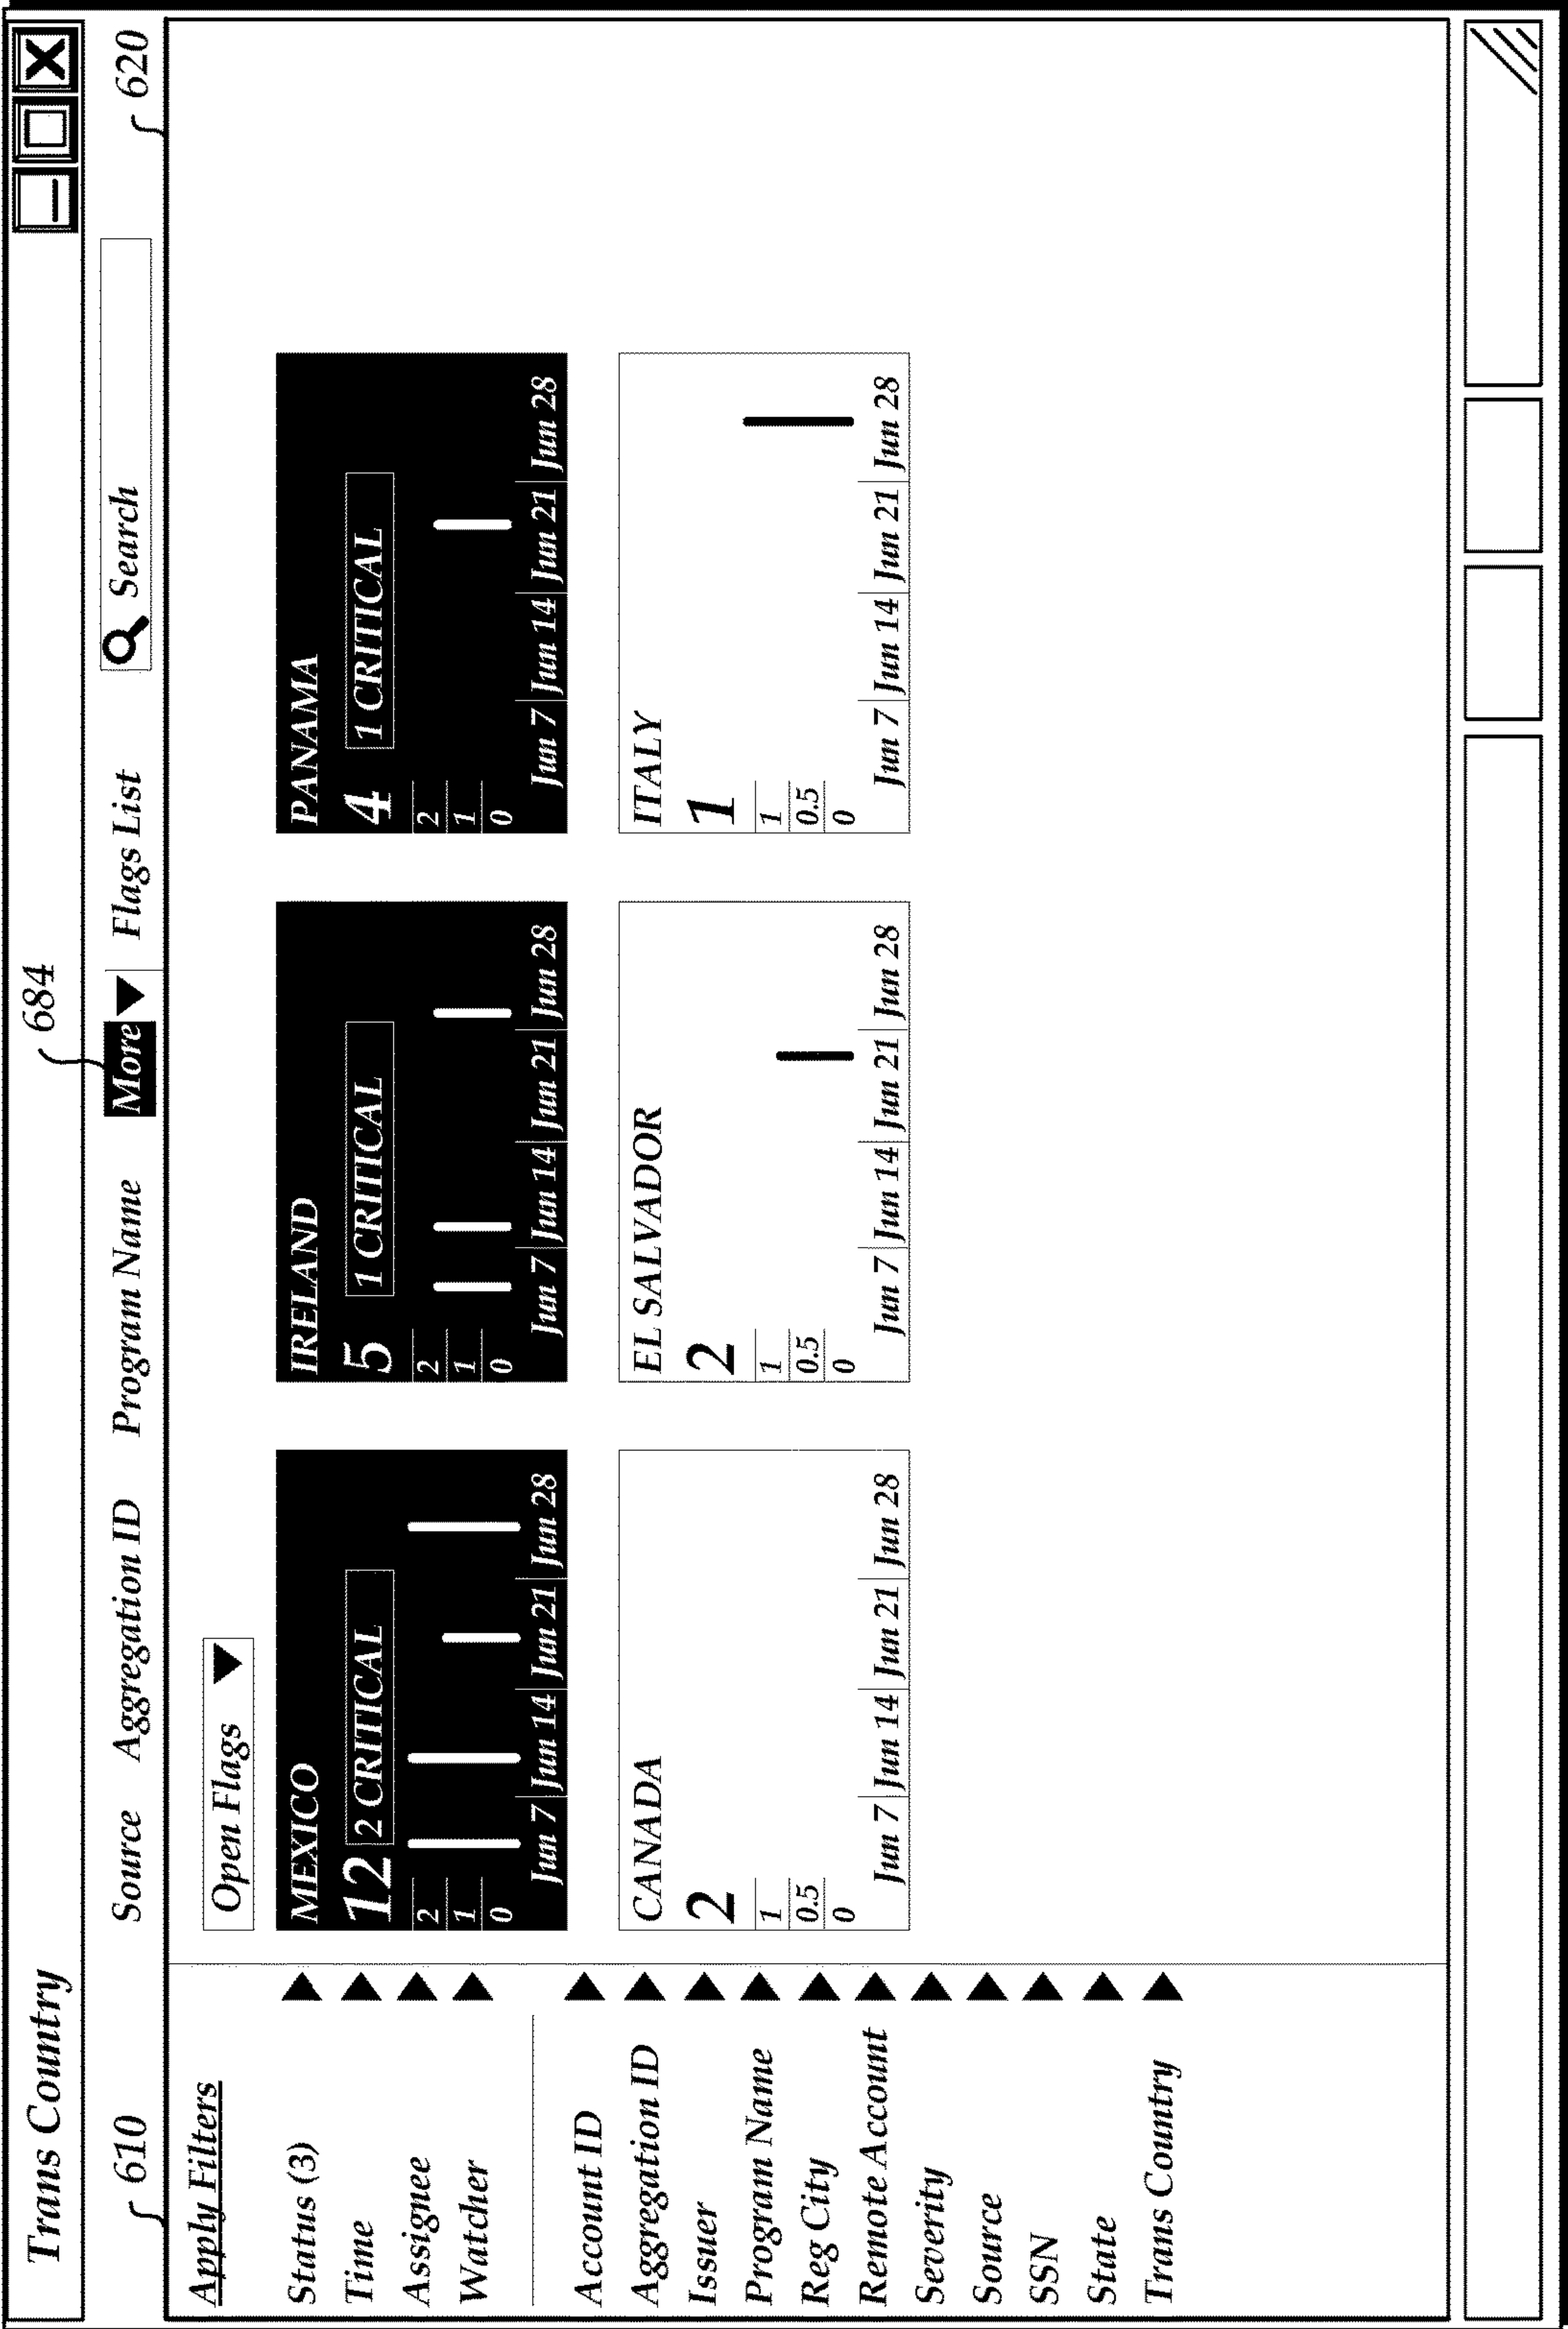 Trans Country
684
610
Source Aggregation ID Program Name More Flags List Search
620
Apply Filters
Status (3)
Time
Assignee
Watcher
Account ID
Aggregation ID
Issuer
Program Name
Reg City
Remote Account
Severity
Source
SSN
State
Trans Country
Open Flags
MEXICO
12 2 CRITICAL
2
1
0
Jun 7 Jun 14 Jun 21 Jun 28
IRELAND
5 1 CRITICAL
2
1
0
Jun 7 Jun 14 Jun 21 Jun 28
PANAMA
4 1 CRITICAL
2
1
0
Jun 7 Jun 14 Jun 21 Jun 28
CANADA
2
1
0.5
0
Jun 7 Jun 14 Jun 21 Jun 28
EL SALVADOR
2
1
0.5
0
Jun 7 Jun 14 Jun 21 Jun 28
ITALY
1
1
0.5
0
Jun 7 Jun 14 Jun 21 Jun 28